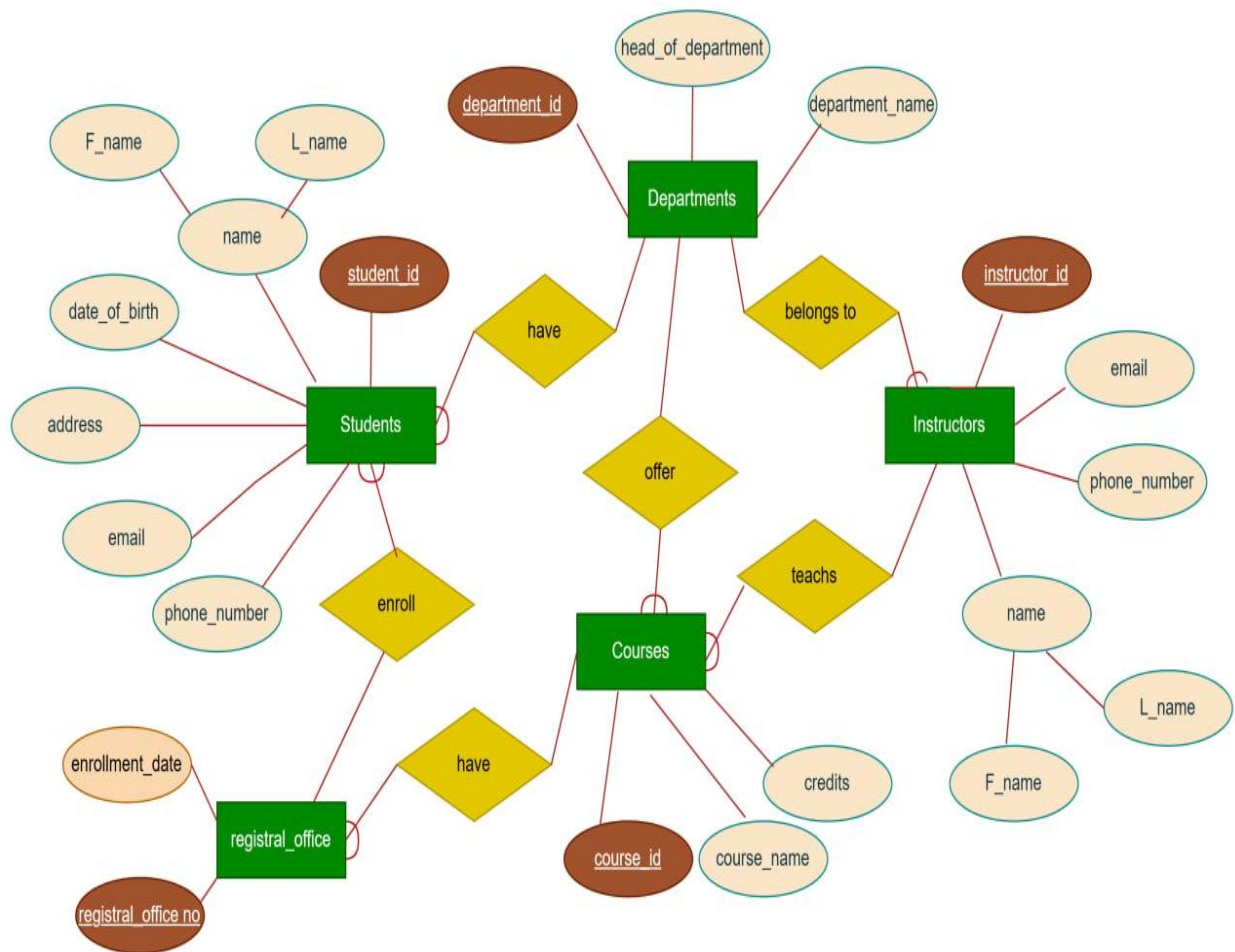 head_of_department
department_id
department_name
F_name
L_name
Departments
name
student_id
instructor_id
date_of_birth
have
belongs to
email
address
Students
Instructors
offer
phone_number
email
teachs
phone_number
enroll
name
Courses
L_name
enrollment_date
have
credits
F_name
registral_office
course_id
course_name
registral_office no